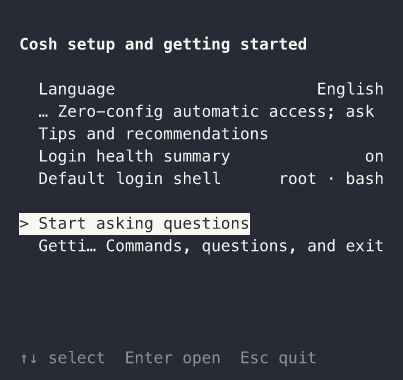 Cosh setup and getting started
Language English
… Zero-config automatic access; ask
Tips and recommendations
Login health summary on
Default login shell root · bash
> Start asking questions
Getti… Commands, questions, and exit
↑↓ select Enter open Esc quit